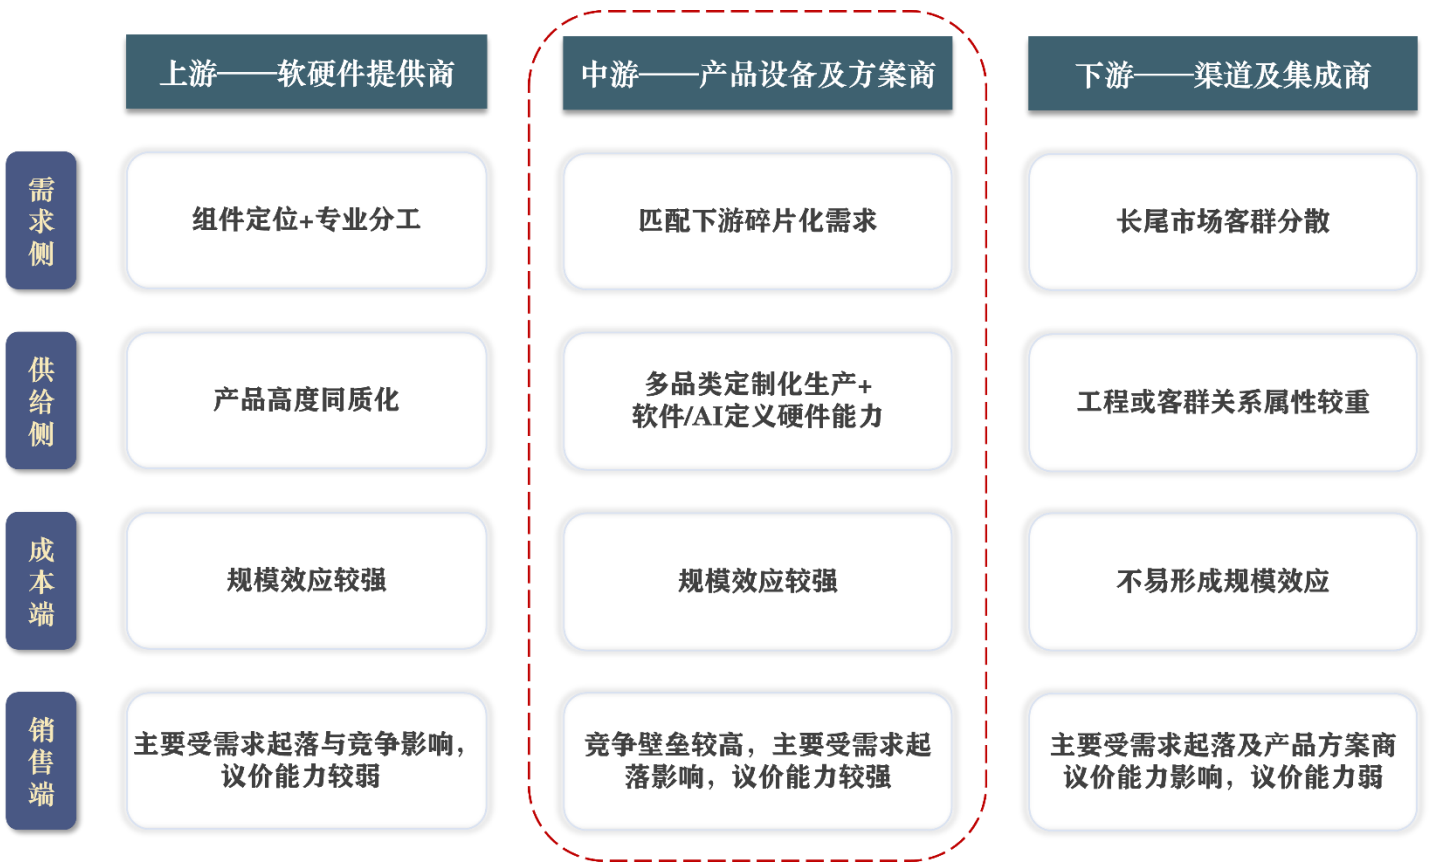 上游——软硬件提供商
中游——产品设备及方案商
下游——渠道及集成商
需求侧
组件定位+专业分工
匹配下游碎片化需求
长尾市场客群分散
供给侧
产品高度同质化
多品类定制化生产+
软件/AI定义硬件能力
工程或客群关系属性较重
成本端
规模效应较强
规模效应较强
不易形成规模效应
销售端
主要受需求起落与竞争影响，
议价能力较弱
竞争壁垒较高，主要受需求起
落影响，议价能力较强
主要受需求起落及产品方案商
议价能力影响，议价能力弱